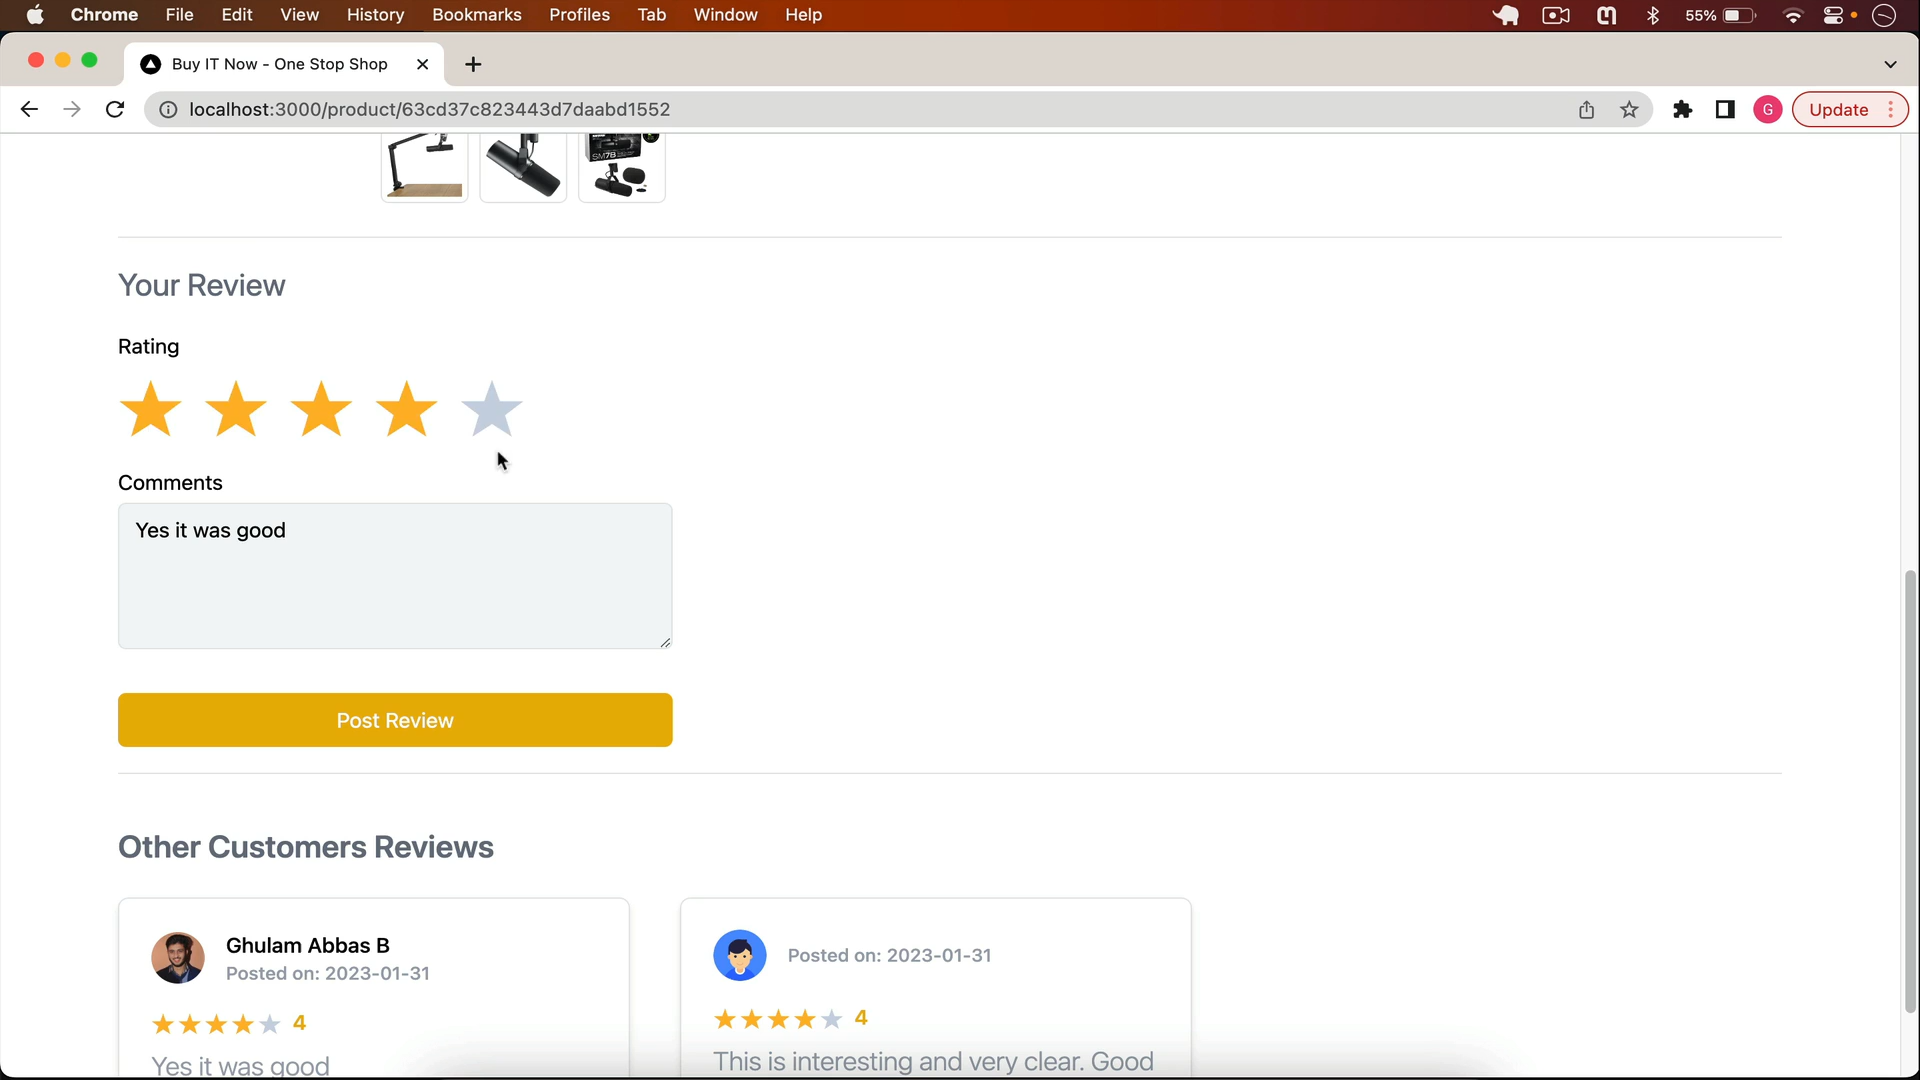 Chrome File Edit View History Bookmarks Profiles Tab Window Help 55%
Buy IT Now - One Stop Shop
localhost:3000/product/63cd37c823443d7daabd1552 G Update
SM7B
Your Review
Rating
Comments
Yes it was good
Post Review
Other Customers Reviews
Ghulam Abbas B
Posted on: 2023-01-31
4
Yes it was good
Posted on: 2023-01-31
4
This is interesting and very clear. Good